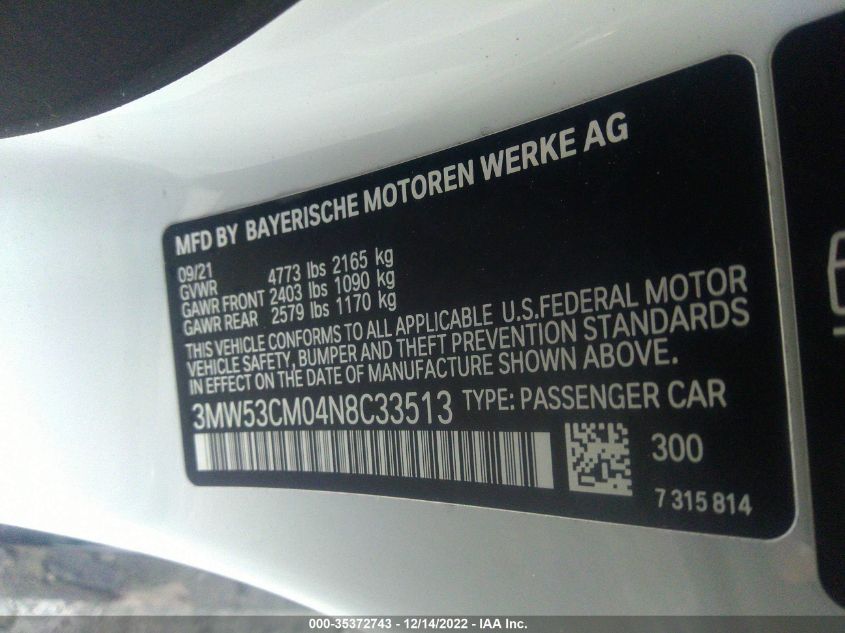 MFD BY BAYERISCHE MOTOREN WERKE AG
09/21
GVWR 4773 lbs 2165 kg
GAWR FRONT 2403 lbs 1090 kg
GAWR REAR 2579 lbs 1170 kg
THIS VEHICLE CONFORMS TO ALL APPLICABLE U.S.FEDERAL MOTOR
VEHICLE SAFETY, BUMPER AND THEFT PREVENTION STANDARDS
IN EFFECT ON THE DATE OF MANUFACTURE SHOWN ABOVE.
3MW53CM04N8C33513 TYPE: PASSENGER CAR
300
7 315 814
000-35372743 - 12/14/2022 - IAA Inc.